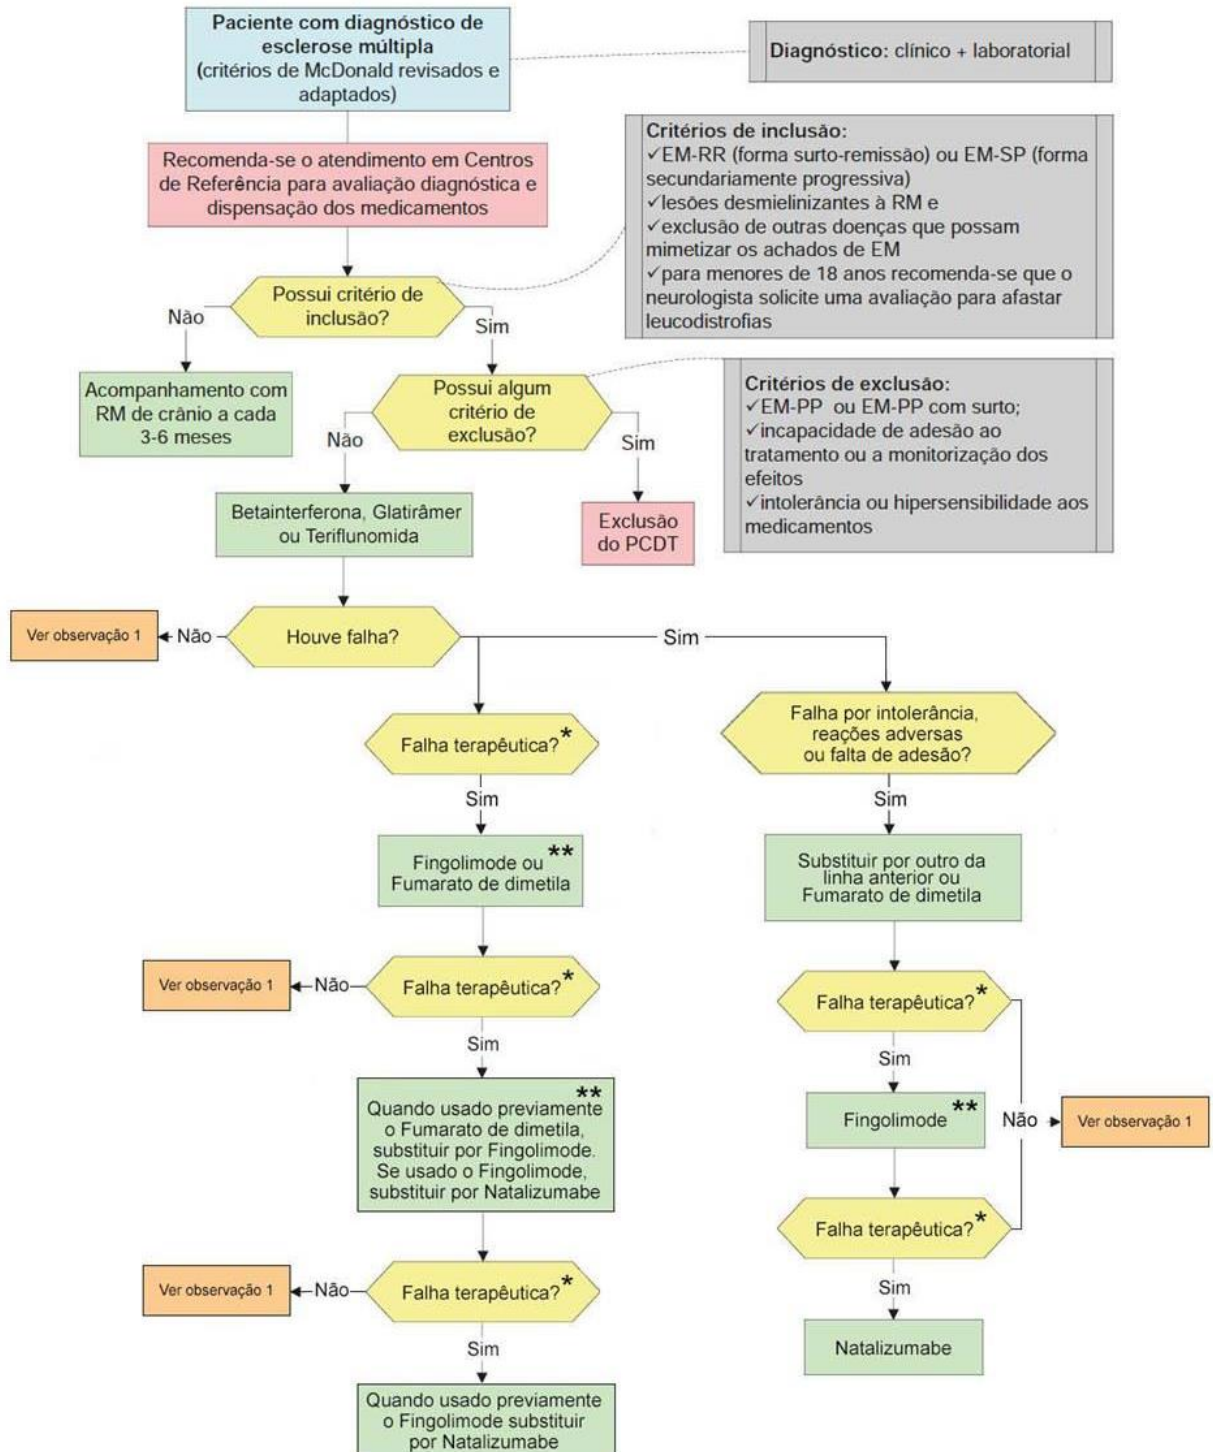 Paciente com diagnóstico de
esclerose múltipla
(critérios de McDonald revisados e
adaptados)
Diagnóstico: clínico + laboratorial
Recomenda-se o atendimento em Centros
de Referência para avaliação diagnóstica e
dispensação dos medicamentos
Critérios de inclusão:
✓EM-RR (forma surto-remissão) ou EM-SP (forma
secundariamente progressiva)
✓lesões desmielinizantes à RM e
✓exclusão de outras doenças que possam
mimetizar os achados de EM
✓para menores de 18 anos recomenda-se que o
neurologista solicite uma avaliação para afastar
leucodistrofias
Possui critério de
inclusão?
Não
Sim
Acompanhamento com
RM de crânio a cada
3-6 meses
Possui algum
critério de
exclusão?
Critérios de exclusão:
✓EM-PP ou EM-PP com surto;
✓incapacidade de adesão ao
tratamento ou a monitorização dos
efeitos
✓intolerância ou hipersensibilidade aos
medicamentos
Não
Sim
Betainterferona, Glatirâmer
ou Teriflunomida
Exclusão
do PCDT
Ver observação 1
Não
Houve falha?
Sim
Falha terapêutica?*
Falha por intolerância,
reações adversas
ou falta de adesão?
Sim
Sim
Fingolimode ou **
Fumarato de dimetila
Substituir por outro da
linha anterior ou
Fumarato de dimetila
Ver observação 1
Não
Falha terapêutica?*
Falha terapêutica?*
Sim
Sim
**
Quando usado previamente
o Fumarato de dimetila,
substituir por Fingolimode.
Se usado o Fingolimode,
substituir por Natalizumabe
Fingolimode **
Não
Ver observação 1
Falha terapêutica?*
Ver observação 1
Não
Falha terapêutica?*
Sim
Sim
Natalizumabe
Quando usado previamente
o Fingolimode substituir
por Natalizumabe